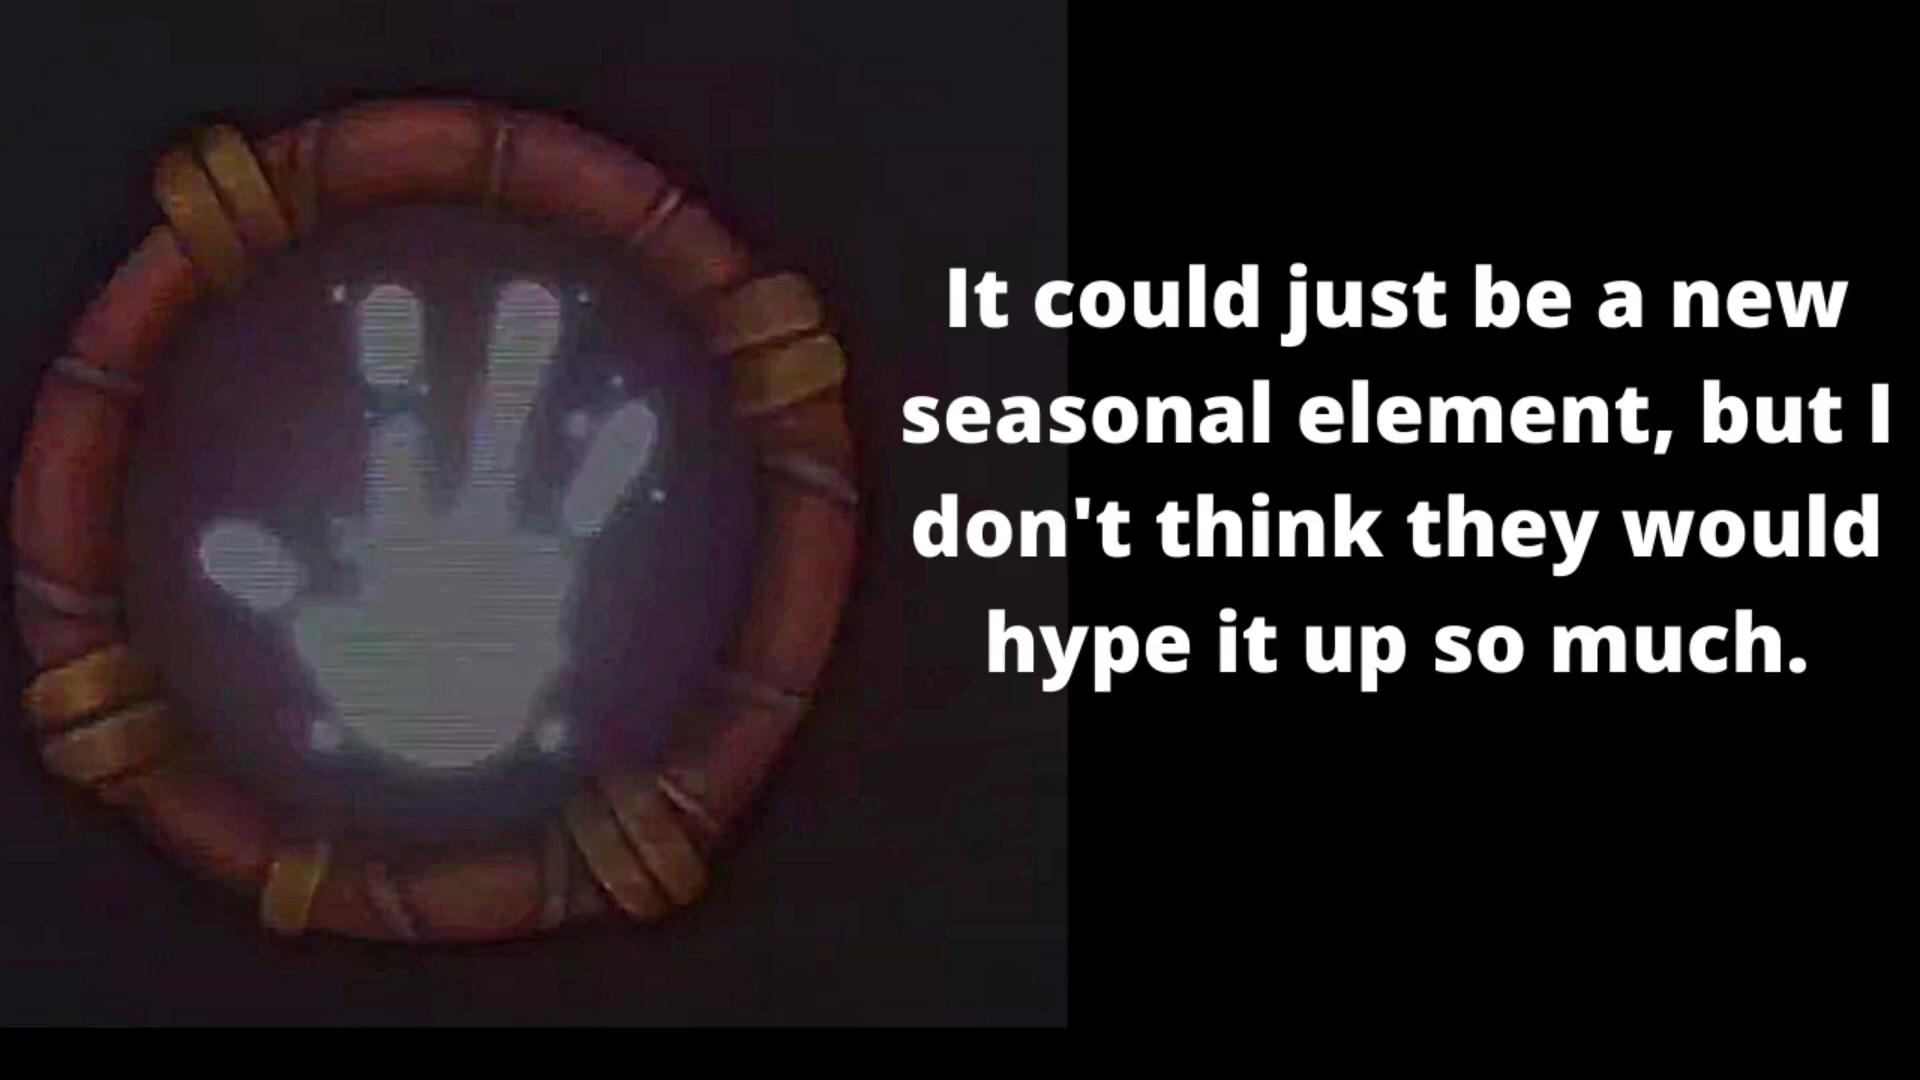 It could just be a new
seasonal element, but I
don't think they would
hype it up so much.